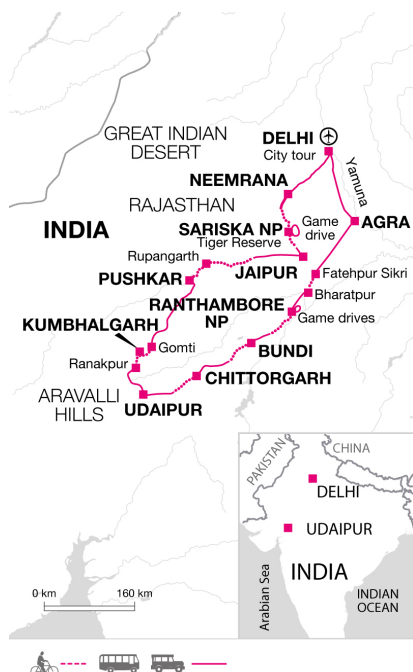 GREAT INDIAN
DESERT
DELHI
City tour
Yamuna
NEEMRANA
RAJASTHAN
AGRA
INDIA
SARISKA NP
Tiger Reserve
Game
drive
Rupangarth
JAIPUR
PUSHKAR
Fatehpur Sikri
Bharatpur
RANTHAMBORE
NP
Game drives
KUMBHALGARH
Gomti
BUNDI
Ranakpur
CHITTORGARH
ARAVALLI
HILLS
UDAIPUR
PAKISTAN
CHINA
DELHI
UDAIPUR
INDIA
Arabian Sea
INDIAN
OCEAN
0 km
160 km